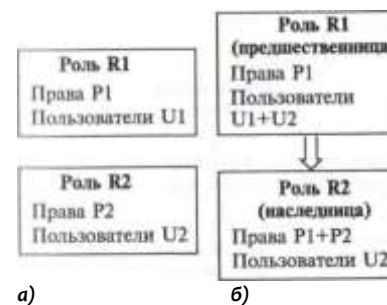 Роль R1
Права P1
Пользователи U1
Роль R2
Права P2
Пользователи U2
а)
Роль R1
(предшественница)
Права P1
Пользователи
U1+U2
Роль R2
(наследница)
Права P1+P2
Пользователи U2
б)